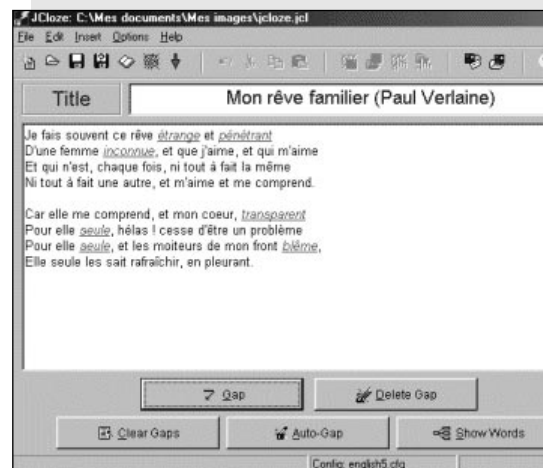 JCloze: C:\Mes documents\Mes images\jcloze.jcl
File Edit Insert Options Help
Title
Mon rêve familier (Paul Verlaine)
Je fais souvent ce rêve étrange et pénétrant
D'une femme inconnue, et que j'aime, et qui m'aime
Et qui n'est, chaque fois, ni tout à fait la même
Ni tout à fait une autre, et m'aime et me comprend.
Car elle me comprend, et mon coeur, transparent
Pour elle seule, hélas ! cesse d'être un problème
Pour elle seule, et les moiteurs de mon front blême,
Elle seule les sait rafraîchir, en pleurant.
Gap Delete Gap
Clear Gaps Auto-Gap Show Words
Config: english5.cfg